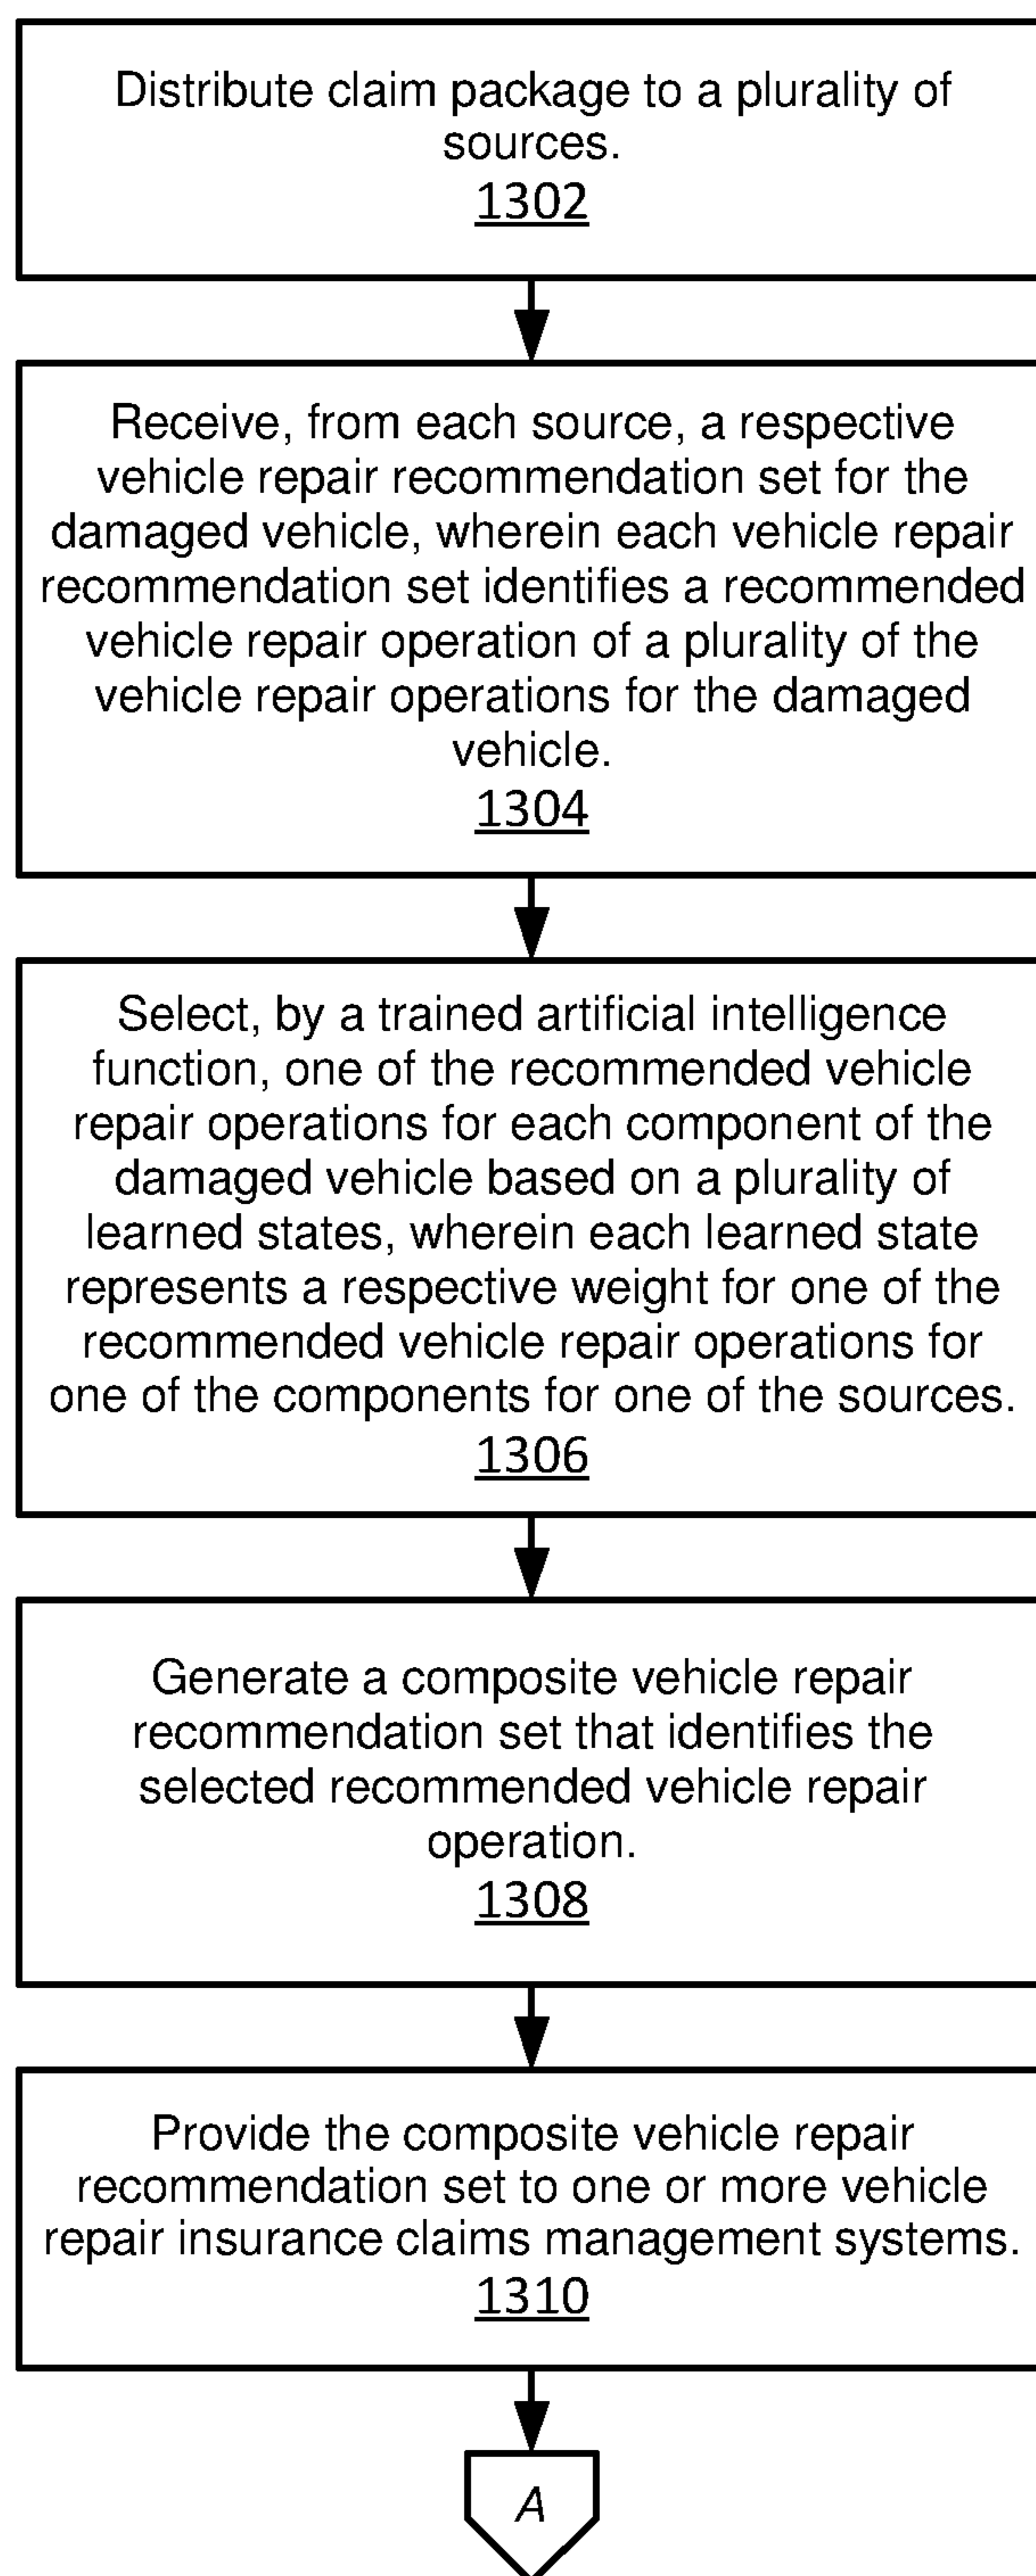 Distribute claim package to a plurality of
sources.
1302
Receive, from each source, a respective
vehicle repair recommendation set for the
damaged vehicle, wherein each vehicle repair
recommendation set identifies a recommended
vehicle repair operation of a plurality of the
vehicle repair operations for the damaged
vehicle.
1304
Select, by a trained artificial intelligence
function, one of the recommended vehicle
repair operations for each component of the
damaged vehicle based on a plurality of
learned states, wherein each learned state
represents a respective weight for one of the
recommended vehicle repair operations for
one of the components for one of the sources.
1306
Generate a composite vehicle repair
recommendation set that identifies the
selected recommended vehicle repair
operation.
1308
Provide the composite vehicle repair
recommendation set to one or more vehicle
repair insurance claims management systems.
1310
A